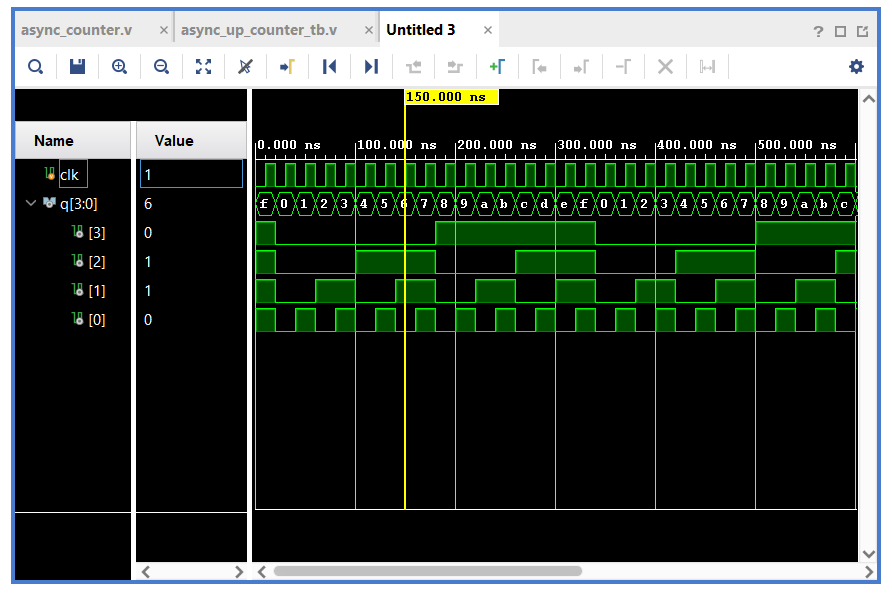 async_counter.v × async_up_counter_tb.v × Untitled 3 × ?
150.000 ns
Name Value
0.000 ns 100.000 ns 200.000 ns 300.000 ns 400.000 ns 500.000 ns
clk 1
q[3:0] 6 f 0 1 2 3 4 5 6 7 8 9 a b c d e f 0 1 2 3 4 5 6 7 8 9 a b c
[3] 0
[2] 1
[1] 1
[0] 0